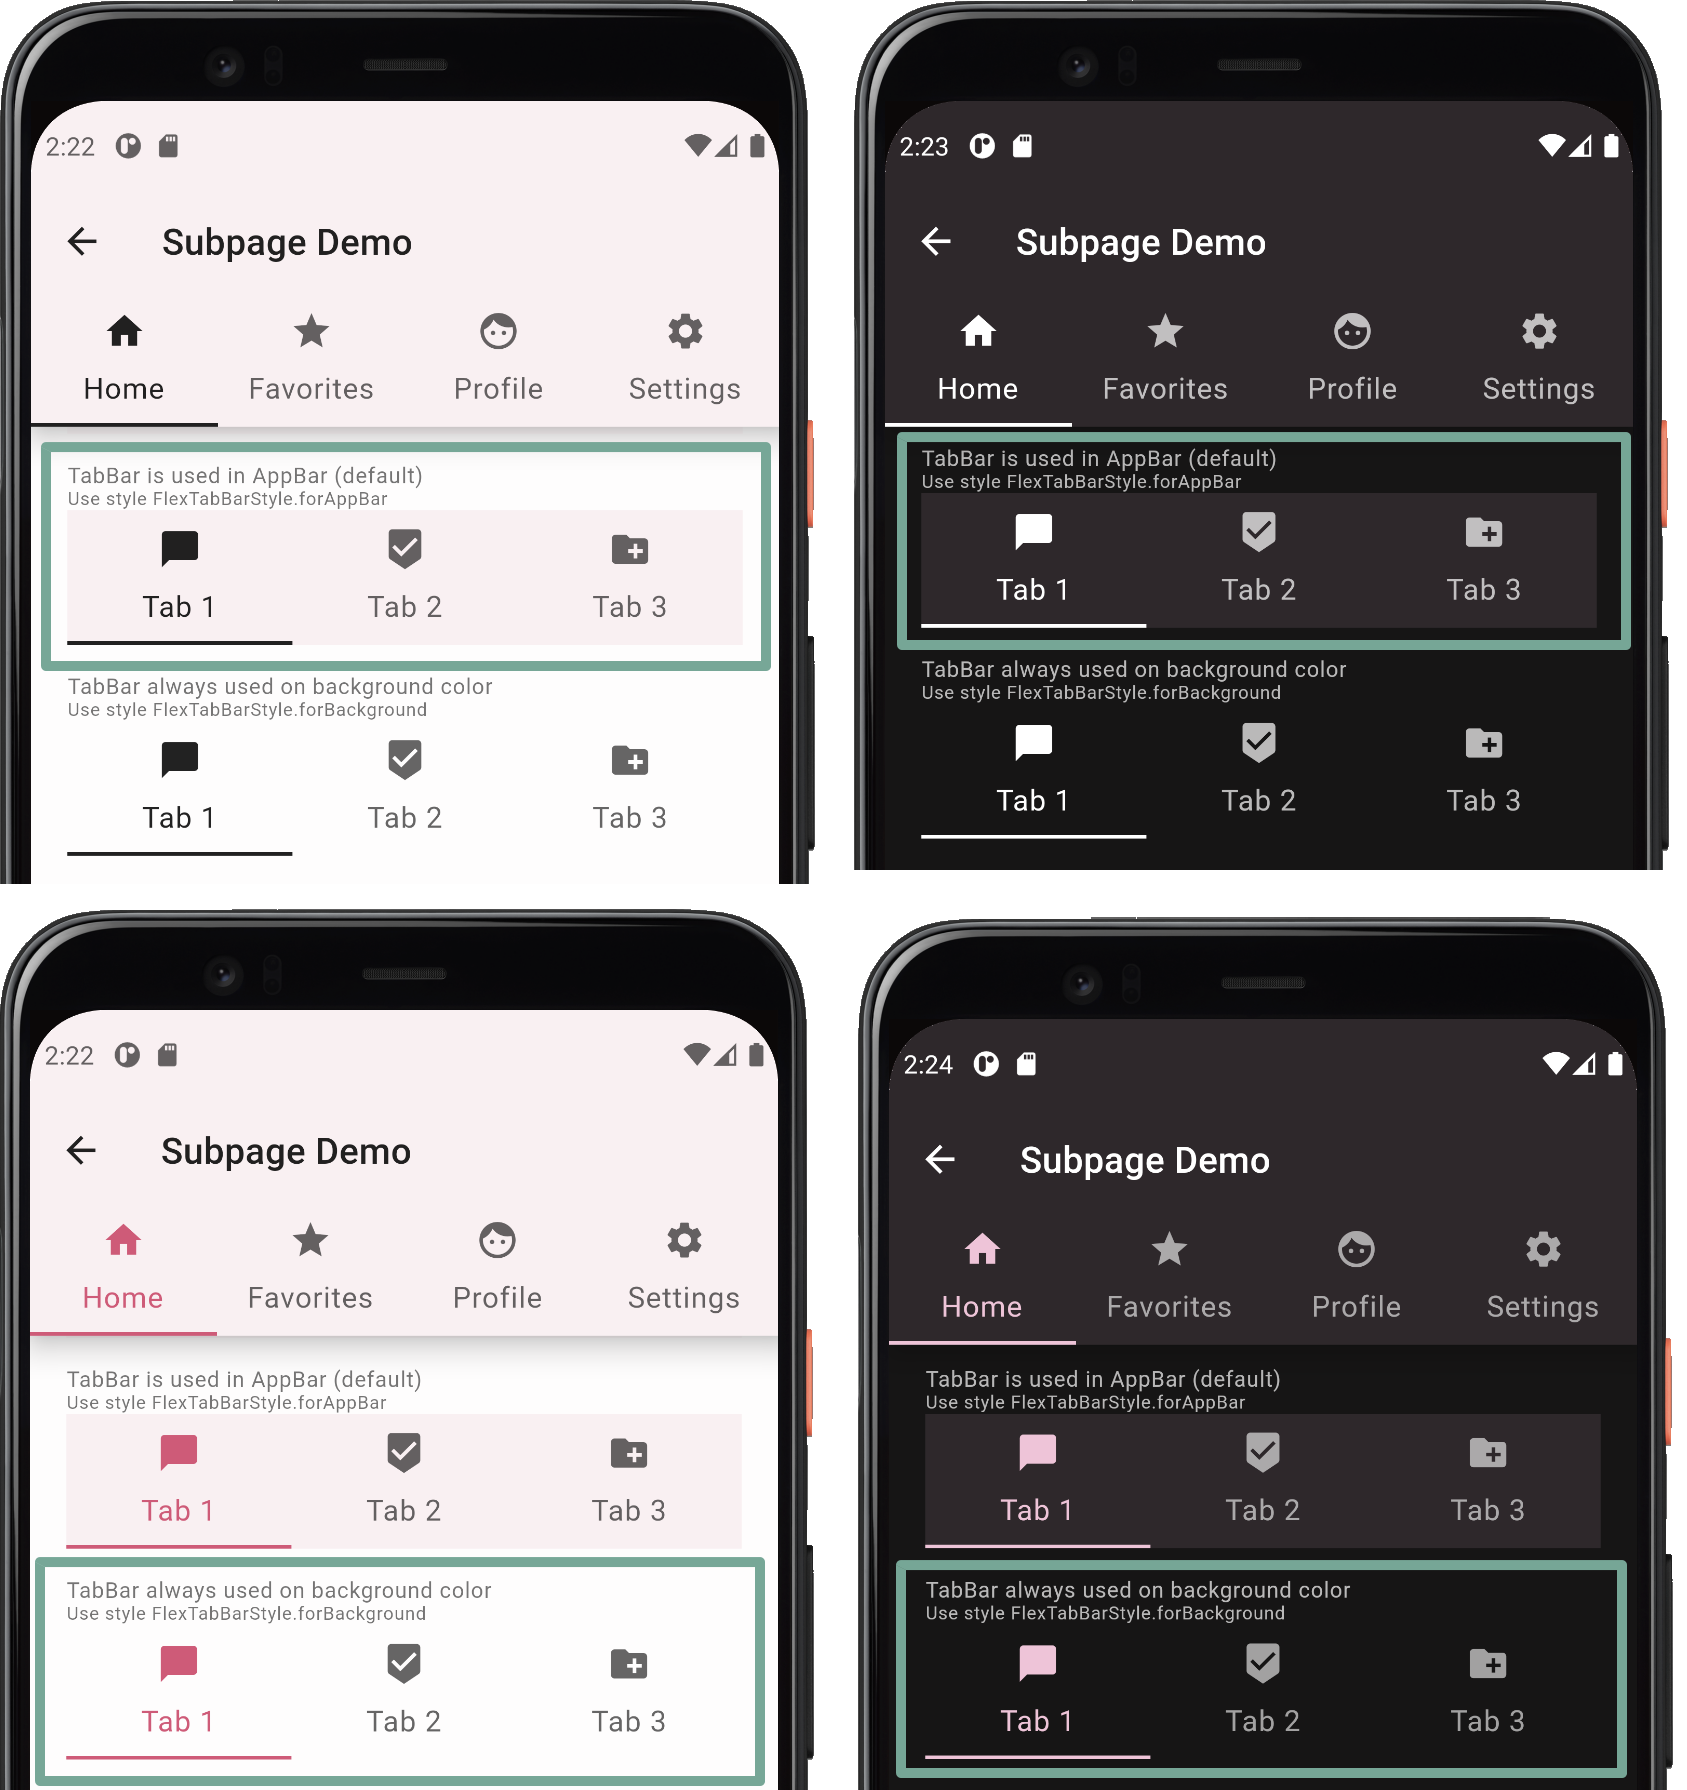 2:22
Subpage Demo
Home Favorites Profile Settings
TabBar is used in AppBar (default)
Use style FlexTabBarStyle.forAppBar
Tab 1 Tab 2 Tab 3
TabBar always used on background color
Use style FlexTabBarStyle.forBackground
Tab 1 Tab 2 Tab 3
2:23
Subpage Demo
Home Favorites Profile Settings
TabBar is used in AppBar (default)
Use style FlexTabBarStyle.forAppBar
Tab 1 Tab 2 Tab 3
TabBar always used on background color
Use style FlexTabBarStyle.forBackground
Tab 1 Tab 2 Tab 3
2:22
Subpage Demo
Home Favorites Profile Settings
TabBar is used in AppBar (default)
Use style FlexTabBarStyle.forAppBar
Tab 1 Tab 2 Tab 3
TabBar always used on background color
Use style FlexTabBarStyle.forBackground
Tab 1 Tab 2 Tab 3
2:24
Subpage Demo
Home Favorites Profile Settings
TabBar is used in AppBar (default)
Use style FlexTabBarStyle.forAppBar
Tab 1 Tab 2 Tab 3
TabBar always used on background color
Use style FlexTabBarStyle.forBackground
Tab 1 Tab 2 Tab 3